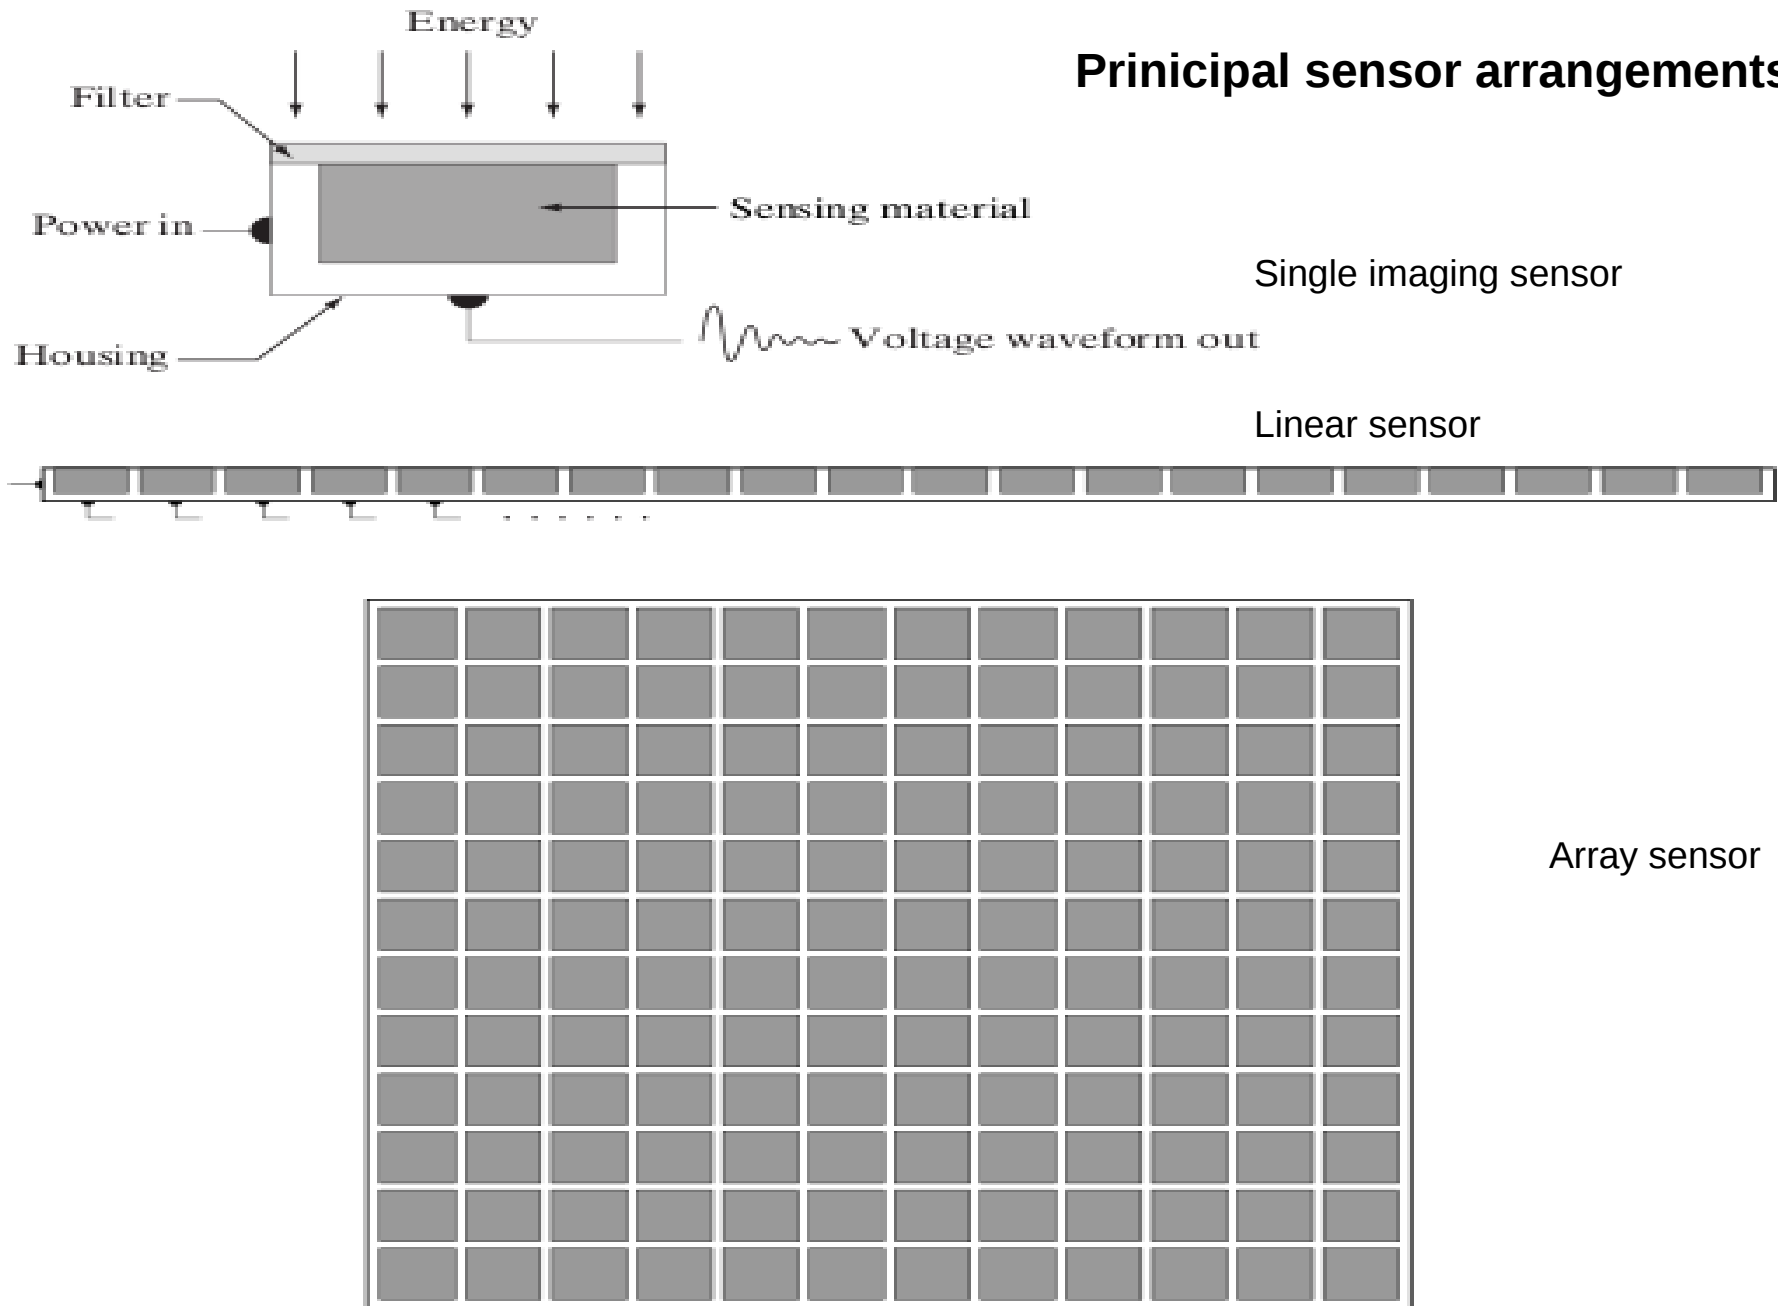 Energy
Prinicipal sensor arrangements
Filter
Sensing material
Power in
Single imaging sensor
Voltage waveform out
Housing
Linear sensor
Array sensor